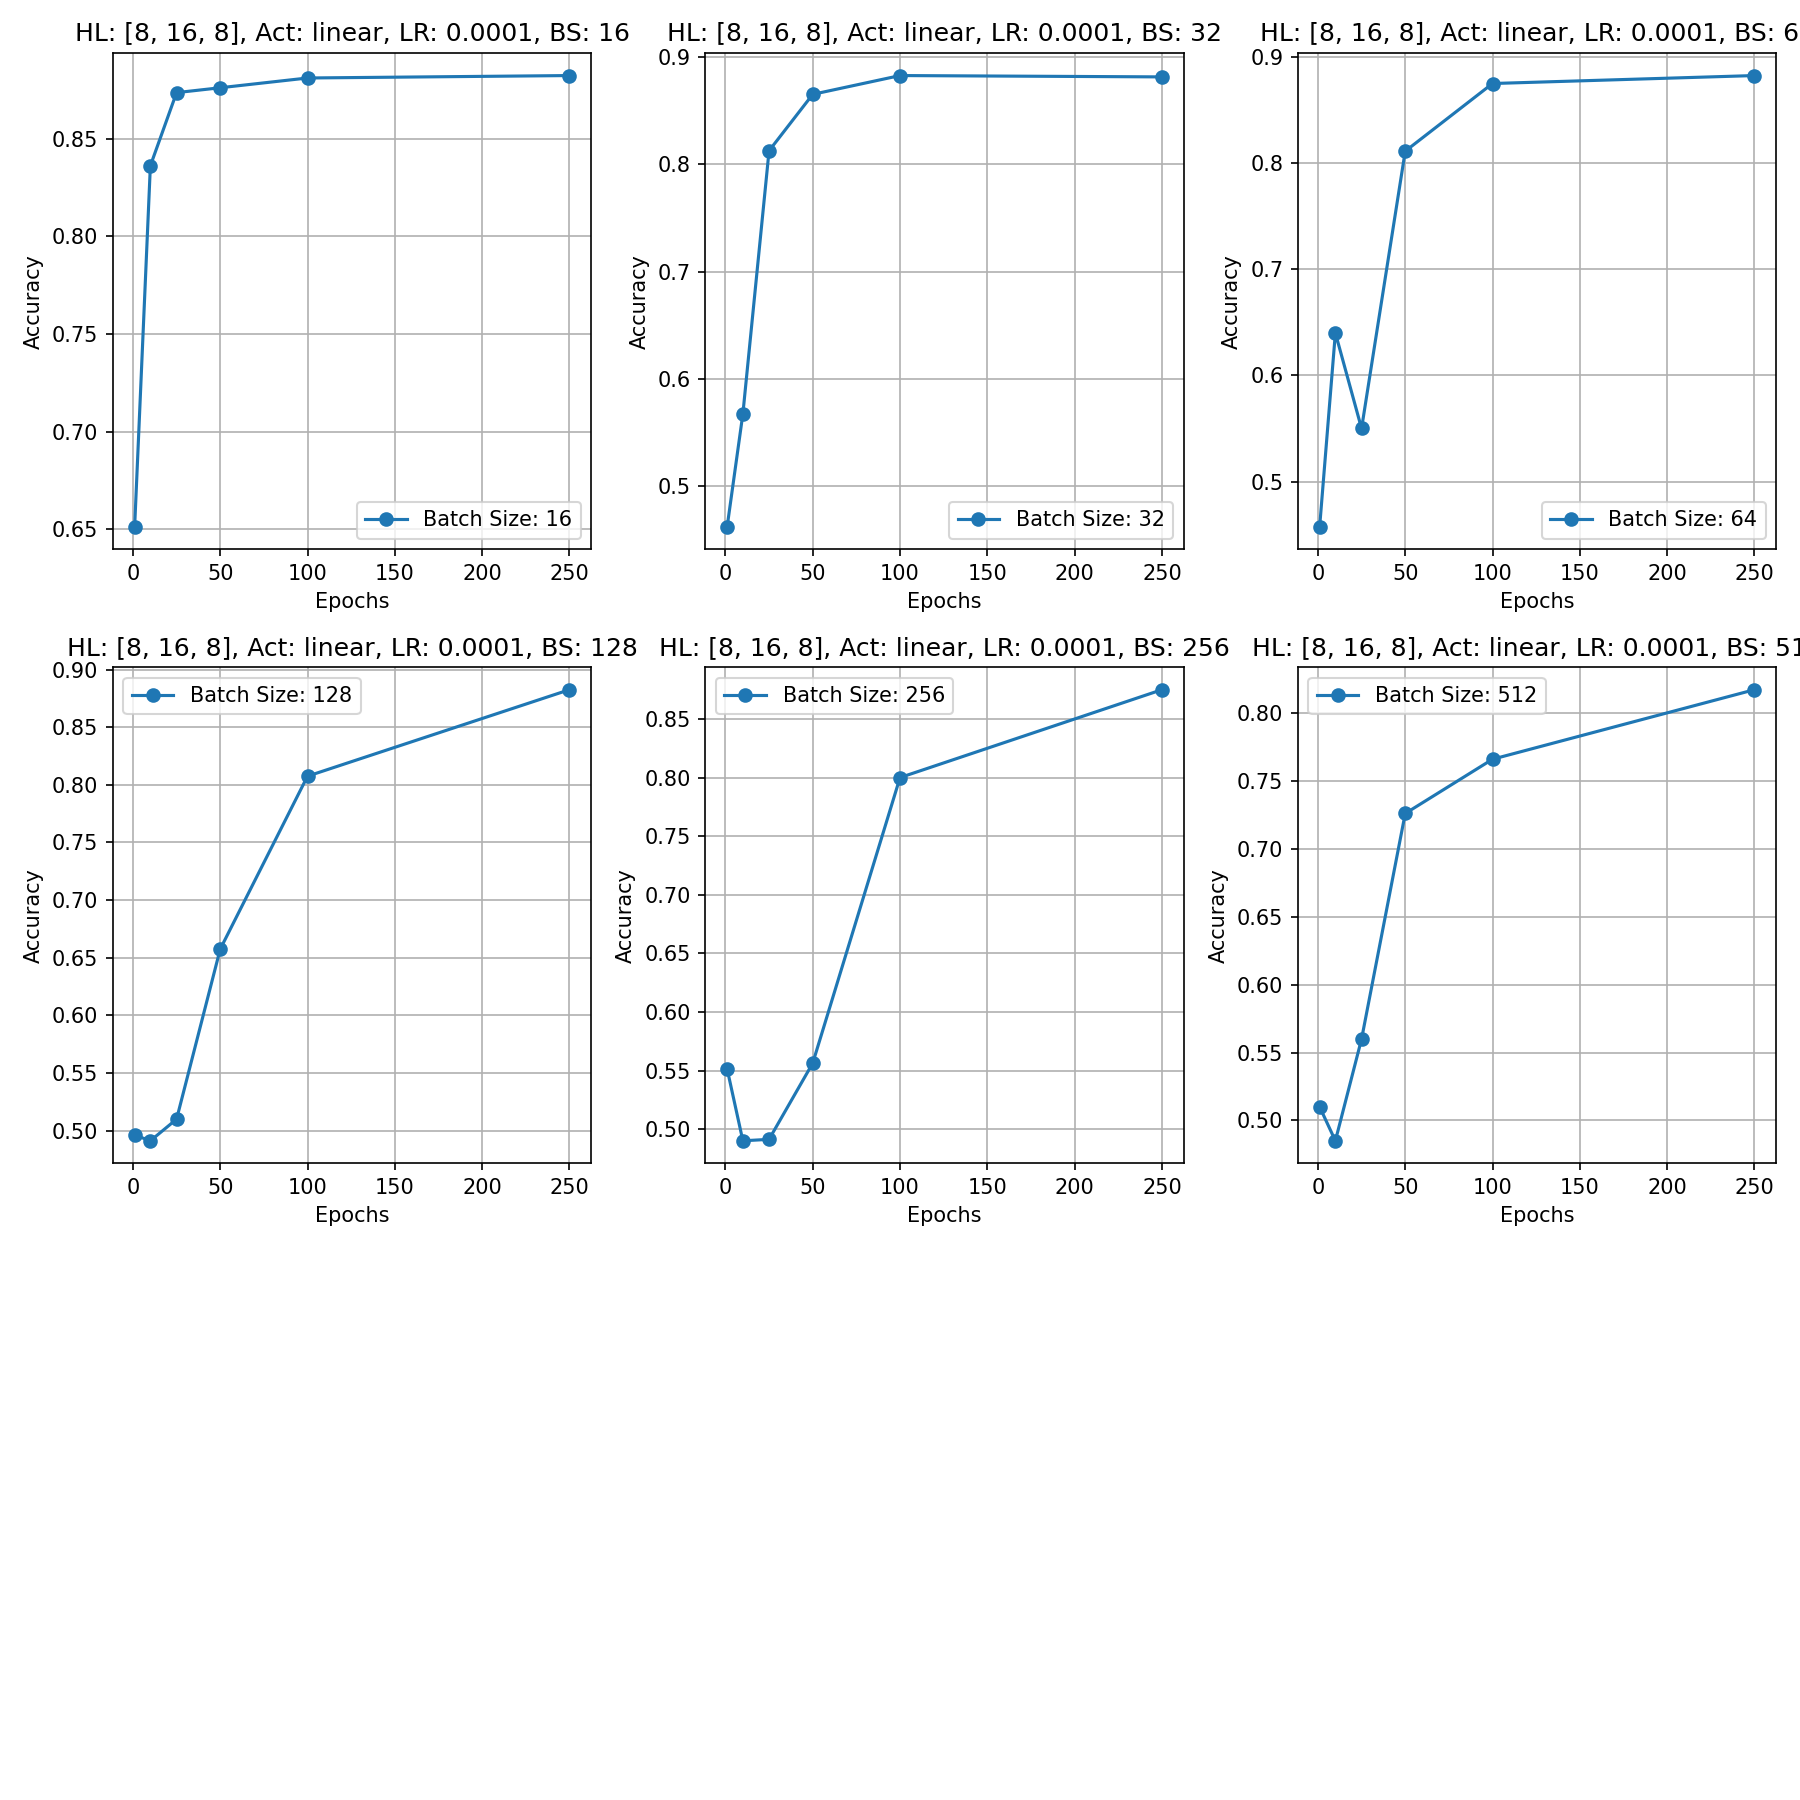 HL: [8, 16, 8], Act: linear, LR: 0.0001, BS: 16
0.85
0.80
0.75
0.70
0.65
Accuracy
Batch Size: 16
0 50 100 150 200 250
Epochs
HL: [8, 16, 8], Act: linear, LR: 0.0001, BS: 32
0.9
0.8
0.7
0.6
0.5
Accuracy
Batch Size: 32
0 50 100 150 200 250
Epochs
HL: [8, 16, 8], Act: linear, LR: 0.0001, BS: 6
0.9
0.8
0.7
0.6
0.5
Accuracy
Batch Size: 64
0 50 100 150 200 250
Epochs
HL: [8, 16, 8], Act: linear, LR: 0.0001, BS: 128
0.90
0.85
0.80
0.75
0.70
0.65
0.60
0.55
0.50
Accuracy
Batch Size: 128
0 50 100 150 200 250
Epochs
HL: [8, 16, 8], Act: linear, LR: 0.0001, BS: 256
0.85
0.80
0.75
0.70
0.65
0.60
0.55
0.50
Accuracy
Batch Size: 256
0 50 100 150 200 250
Epochs
HL: [8, 16, 8], Act: linear, LR: 0.0001, BS: 51
0.80
0.75
0.70
0.65
0.60
0.55
0.50
Accuracy
Batch Size: 512
0 50 100 150 200 250
Epochs